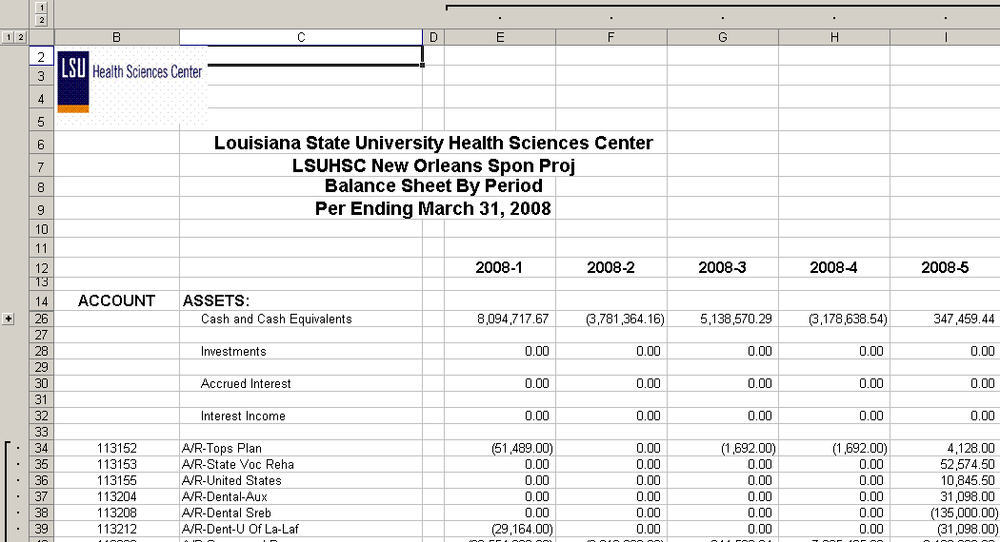 1
2
1 2 B C D E F G H I
2
LSU Health Sciences Center
3
4
5
6 Louisiana State University Health Sciences Center
7 LSUHSC New Orleans Spon Proj
8 Balance Sheet By Period
9 Per Ending March 31, 2008
10
11
12 2008-1 2008-2 2008-3 2008-4 2008-5
13
14 ACCOUNT ASSETS:
+ 26 Cash and Cash Equivalents 8,094,717.67 (3,781,364.16) 5,138,570.29 (3,178,638.54) 347,459.44
27
28 Investments 0.00 0.00 0.00 0.00 0.00
29
30 Accrued Interest 0.00 0.00 0.00 0.00 0.00
31
32 Interest Income 0.00 0.00 0.00 0.00 0.00
33
34 113152 A/R-Tops Plan (51,489.00) 0.00 (1,692.00) (1,692.00) 4,128.00
35 113153 A/R-State Voc Reha 0.00 0.00 0.00 0.00 52,574.50
36 113155 A/R-United States 0.00 0.00 0.00 0.00 10,845.50
37 113204 A/R-Dental-Aux 0.00 0.00 0.00 0.00 31,098.00
38 113208 A/R-Dental Sreb 0.00 0.00 0.00 0.00 (135,000.00)
39 113212 A/R-Dent-U Of La-Laf (29,164.00) 0.00 0.00 0.00 (31,098.00)